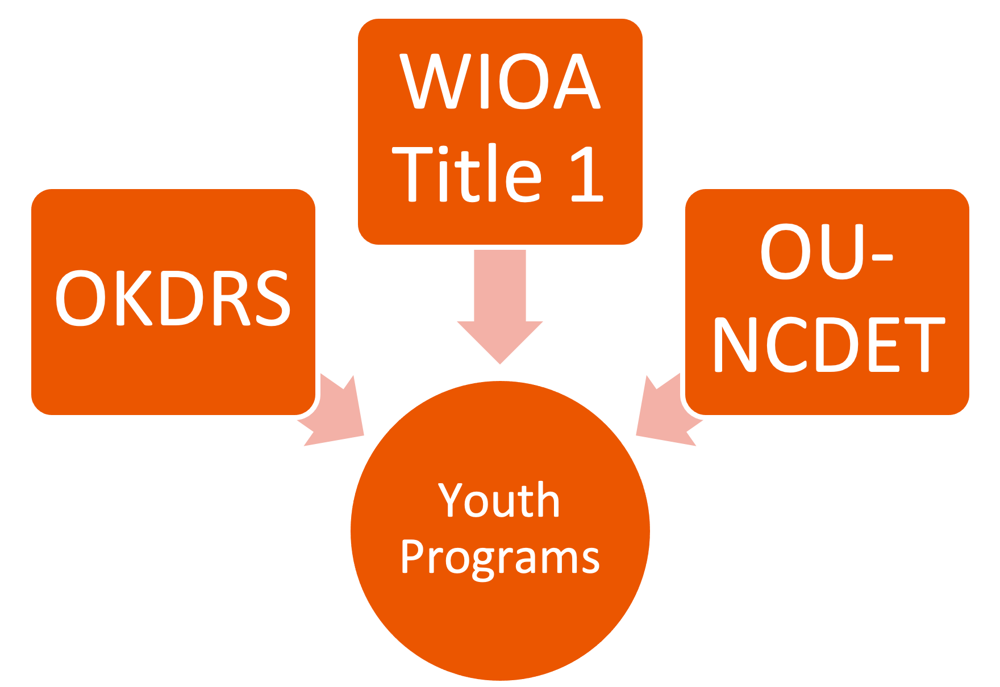 WIOA
Title 1
OKDRS
OU-
NCDET
Youth
Programs